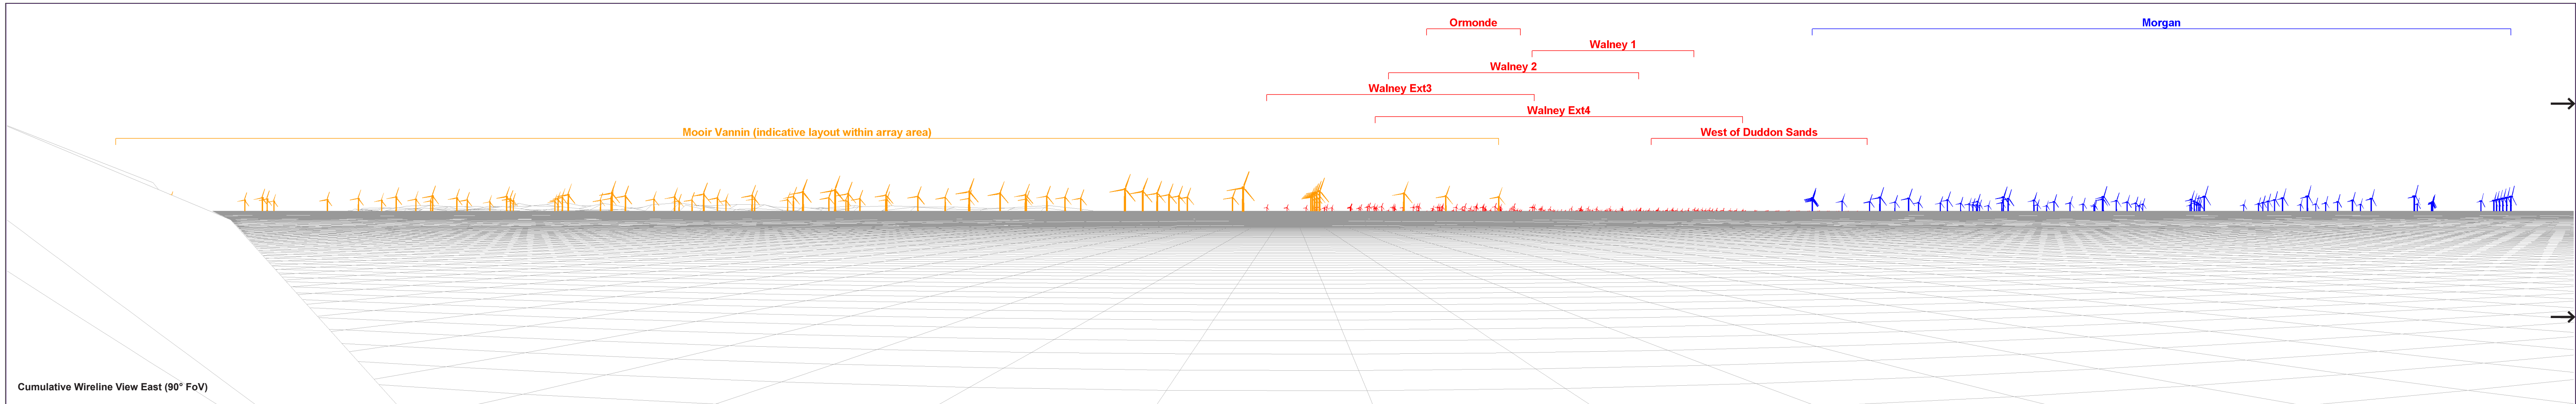 Ormonde
Morgan
Walney 1
Walney 2
Walney Ext3
Walney Ext4
Mooir Vannin (indicative layout within array area)
West of Duddon Sands
Cumulative Wireline View East (90° FoV)